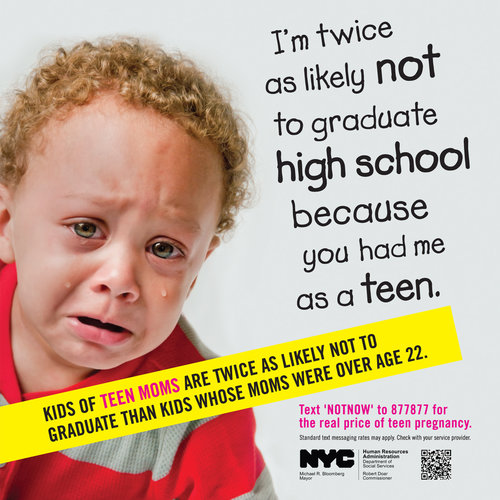 I'm twice
as likely not
to graduate
high school
because
you had me
as a teen.
KIDS OF TEEN MOMS ARE TWICE AS LIKELY NOT TO
GRADUATE THAN KIDS WHOSE MOMS WERE OVER AGE 22.
Text 'NOTNOW' to 877877 for
the real price of teen pregnancy.
Standard text messaging rates may apply. Check with your service provider.
NYC
Human Resources
Administration
Department of
Social Services
Michael R. Bloomberg
Mayor
Robert Doar
Commissioner